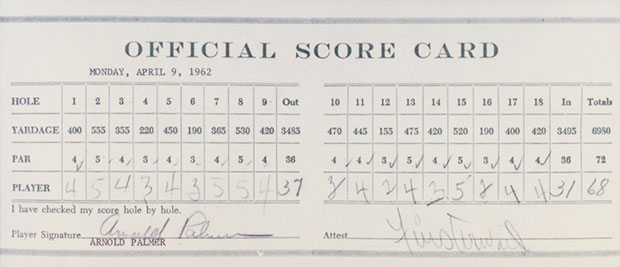 OFFICIAL SCORE CARD
MONDAY, APRIL 9, 1962
HOLE 1 2 3 4 5 6 7 8 9 Out 10 11 12 13 14 15 16 17 18 In Totals
YARDAGE 400 555 355 220 450 190 365 530 420 3485 470 445 155 475 420 520 190 400 420 3495 6980
PAR 4 5 4 3 4 3 4 5 4 36 4 4 3 5 4 5 3 4 4 36 72
PLAYER 4 5 4 3 4 3 5 5 4 37 3 4 2 4 3 5 2 4 4 31 68
I have checked my score hole by hole.
Player Signature Arnold Palmer Attest Finsterwald
ARNOLD PALMER